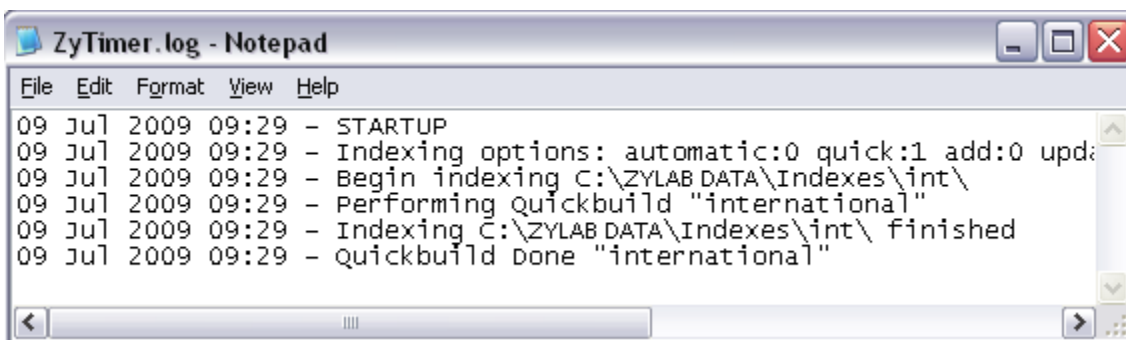 ZyTimer.log - Notepad
File Edit Format View Help
09 Jul 2009 09:29 - STARTUP
09 Jul 2009 09:29 - Indexing options: automatic:0 quick:1 add:0 upda
09 Jul 2009 09:29 - Begin indexing C:\ZYLAB DATA\Indexes\int\
09 Jul 2009 09:29 - Performing Quickbuild "international"
09 Jul 2009 09:29 - Indexing C:\ZYLAB DATA\Indexes\int\ finished
09 Jul 2009 09:29 - Quickbuild Done "international"